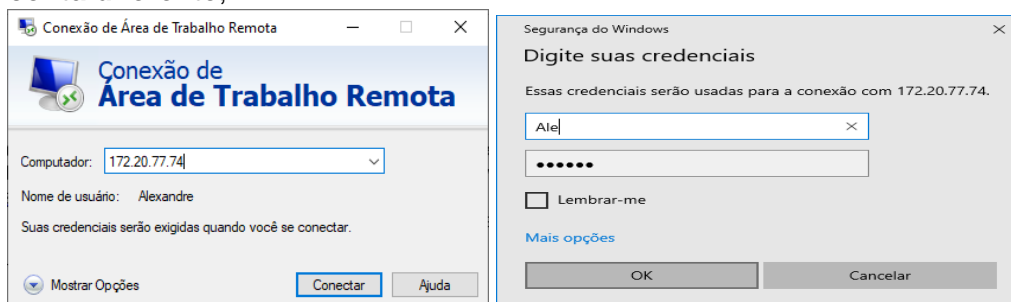 Conexão de Área de Trabalho Remota
Conexão de
Área de Trabalho Remota
Computador: 172.20.77.74
Nome de usuário: Alexandre
Suas credenciais serão exigidas quando você se conectar.
Mostrar Opções Conectar Ajuda
Segurança do Windows
Digite suas credenciais
Essas credenciais serão usadas para a conexão com 172.20.77.74.
Ale
••••••
Lembrar-me
Mais opções
OK Cancelar